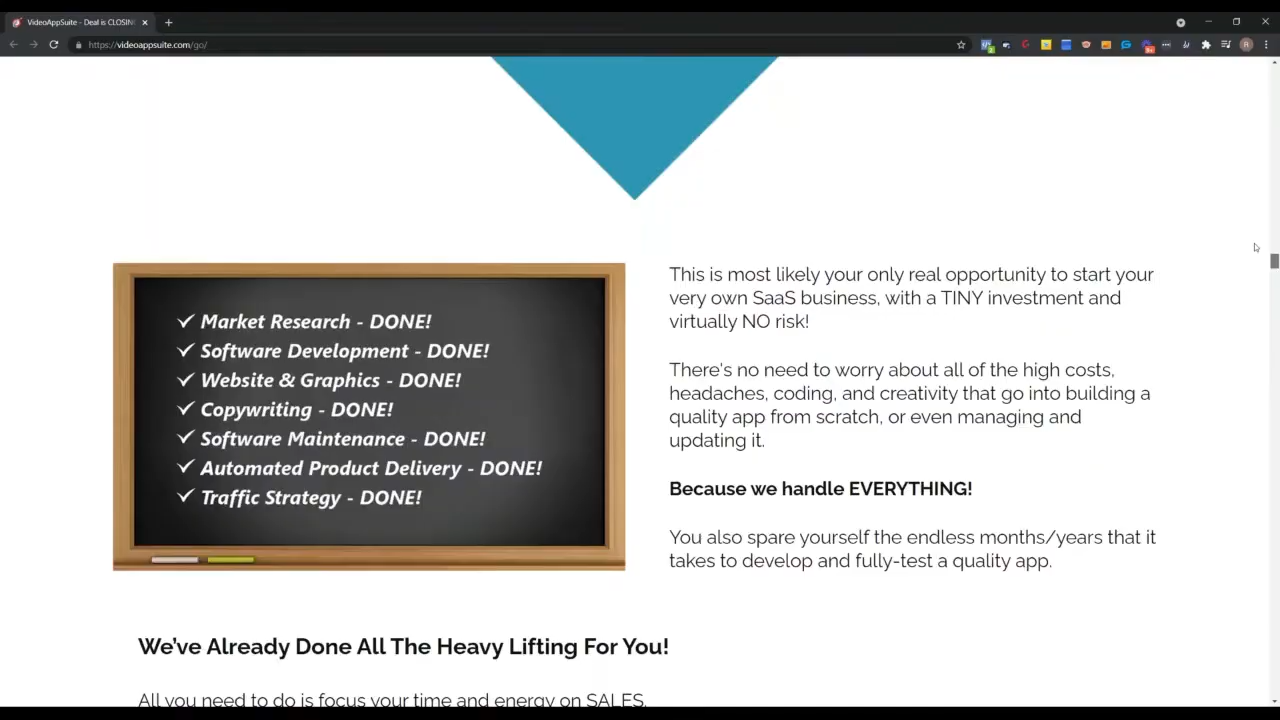 VideoAppSuite - Deal is CLOSIN
https://videoappsuite.com/go/
Market Research - DONE!
Software Development - DONE!
Website & Graphics - DONE!
Copywriting - DONE!
Software Maintenance - DONE!
Automated Product Delivery - DONE!
Traffic Strategy - DONE!
This is most likely your only real opportunity to start your
very own SaaS business, with a TINY investment and
virtually NO risk!
There's no need to worry about all of the high costs,
headaches, coding, and creativity that go into building a
quality app from scratch, or even managing and
updating it.
Because we handle EVERYTHING!
You also spare yourself the endless months/years that it
takes to develop and fully-test a quality app.
We've Already Done All The Heavy Lifting For You!
All you need to do is focus your time and energy on SALES.